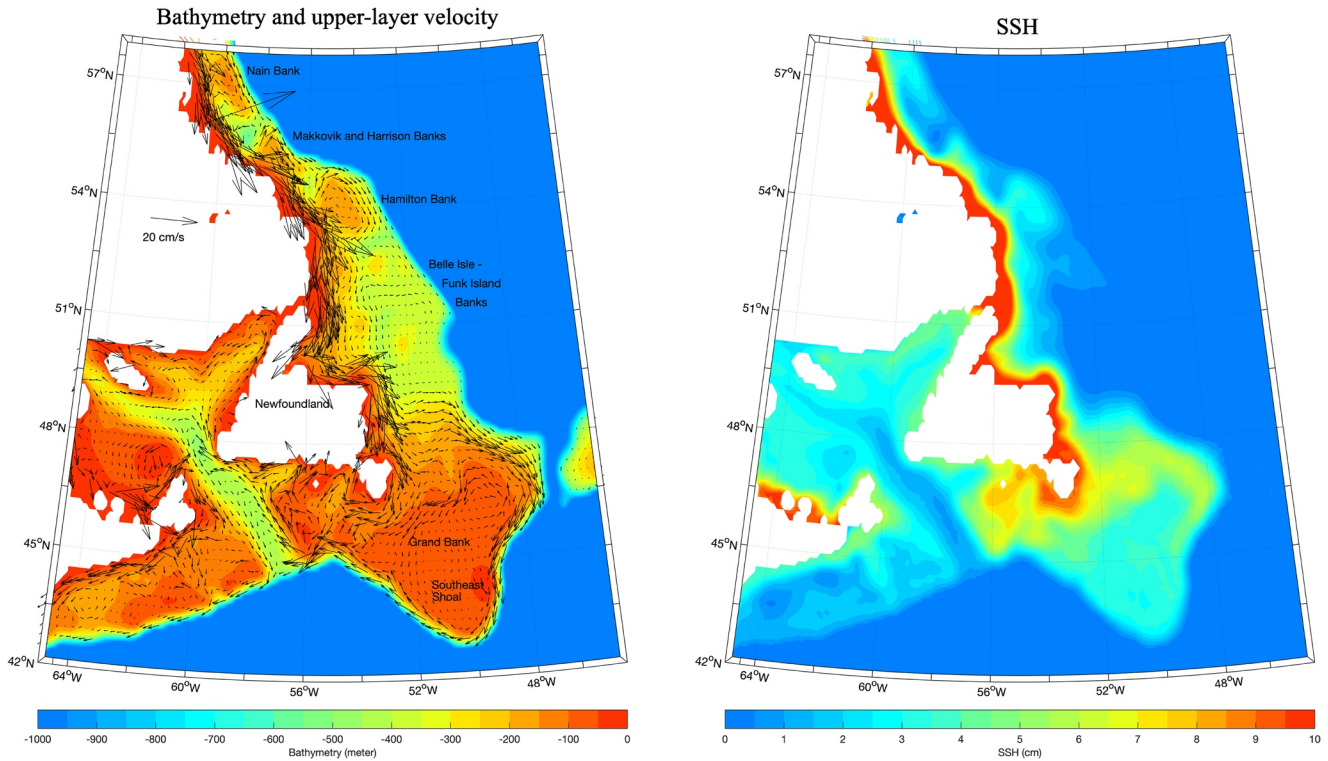 Bathymetry and upper-layer velocity
57°N
54°N
51°N
48°N
45°N
42°N
64°W
60°W
56°W
52°W
48°W
Nain Bank
Makkovik and Harrison Banks
Hamilton Bank
20 cm/s
Belle Isle -
Funk Island
Banks
Newfoundland
Grand Bank
Southeast
Shoal
-1000 -900 -800 -700 -600 -500 -400 -300 -200 -100 0
Bathymetry (meter)
SSH
57°N
54°N
51°N
48°N
45°N
42°N
64°W
60°W
56°W
52°W
48°W
0 1 2 3 4 5 6 7 8 9 10
SSH (cm)